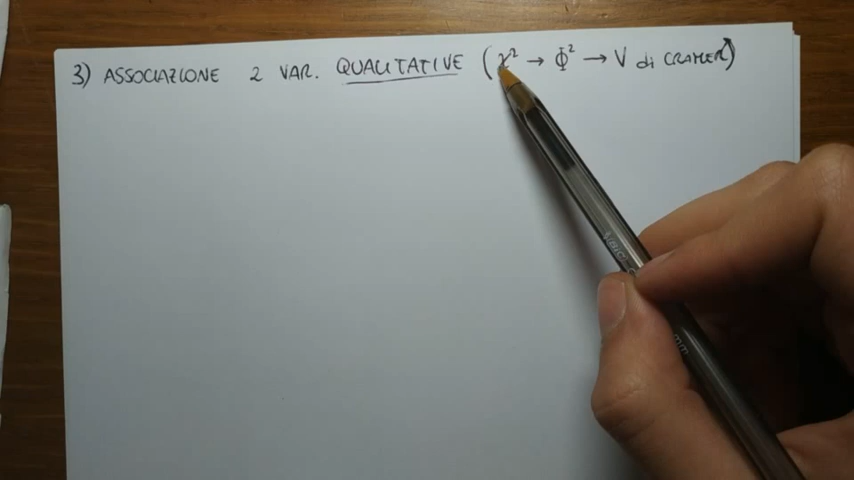 3) ASSOCIAZIONE 2 VAR. QUALITATIVE (χ² → Φ² → V di CRAMER)